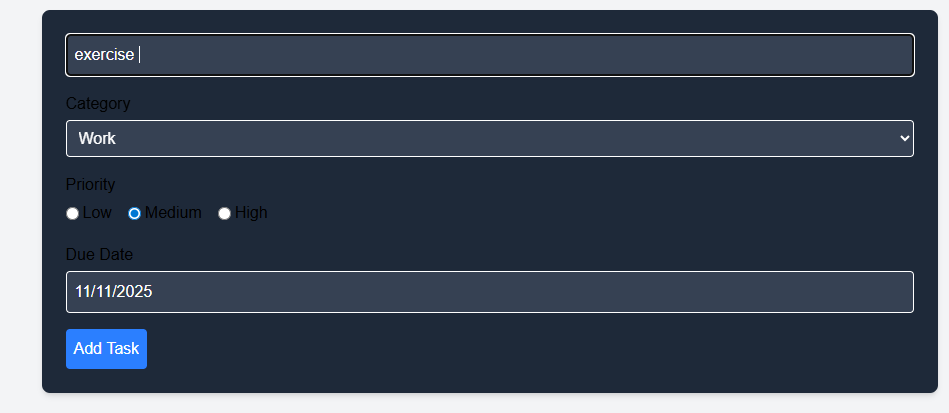 exercise
Category
Work
Priority
Low Medium High
Due Date
11/11/2025
Add Task